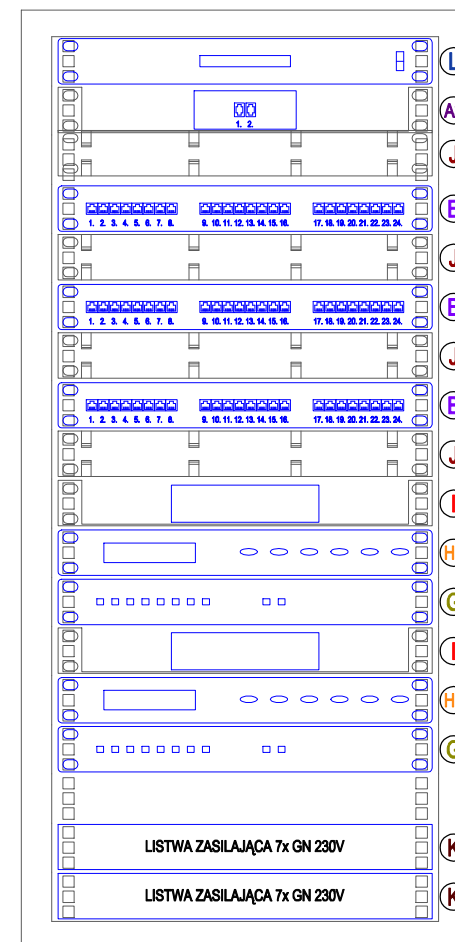 L
A
1. 2.
J
1. 2. 3. 4. 5. 6. 7. 8. 9. 10. 11. 12. 13. 14. 15. 16. 17. 18. 19. 20. 21. 22. 23. 24.
J
1. 2. 3. 4. 5. 6. 7. 8. 9. 10. 11. 12. 13. 14. 15. 16. 17. 18. 19. 20. 21. 22. 23. 24.
J
1. 2. 3. 4. 5. 6. 7. 8. 9. 10. 11. 12. 13. 14. 15. 16. 17. 18. 19. 20. 21. 22. 23. 24.
J
H
G
H
G
LISTWA ZASILAJĄCA 7x GN 230V K
LISTWA ZASILAJĄCA 7x GN 230V K